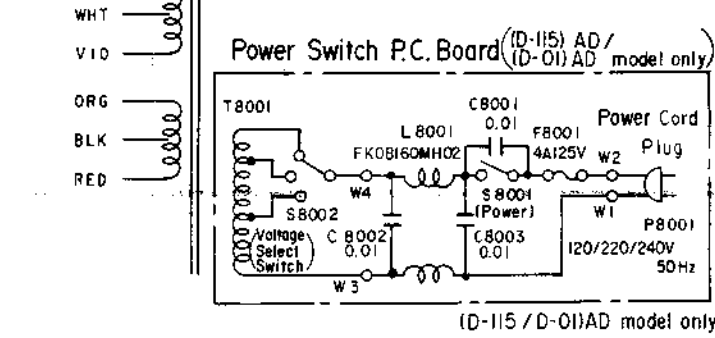 WHT
VIO
ORG
BLK
RED
Power Switch P.C. Board ((D-115) AD / (D-01) AD model only)
T8001
C8001
0.01
L8001
FK0B160MH02
F8001
4A125V
Power Cord
Plug
W2
W4
S8001
(Power)
W1
S8002
(Voltage
Select
Switch)
C8002
0.01
C8003
0.01
P8001
120/220/240V
50Hz
W3
(D-115/D-01)AD model only